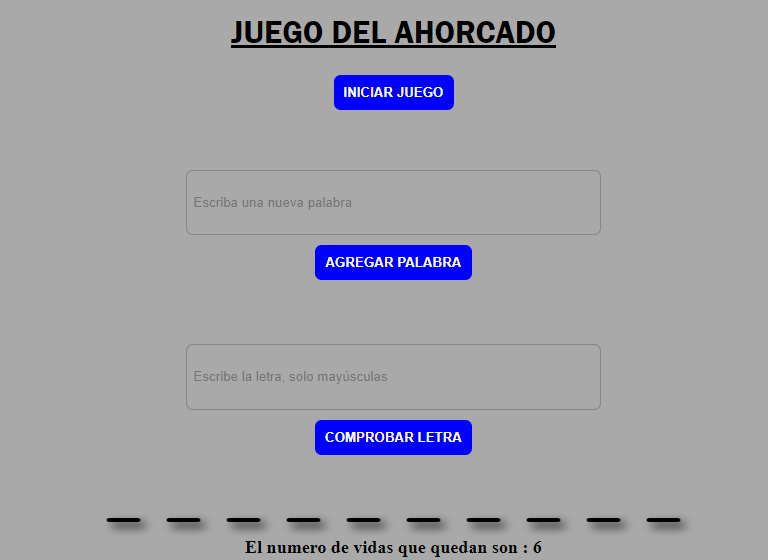 JUEGO DEL AHORCADO
INICIAR JUEGO
Escriba una nueva palabra
AGREGAR PALABRA
Escribe la letra, solo mayúsculas
COMPROBAR LETRA
El numero de vidas que quedan son : 6